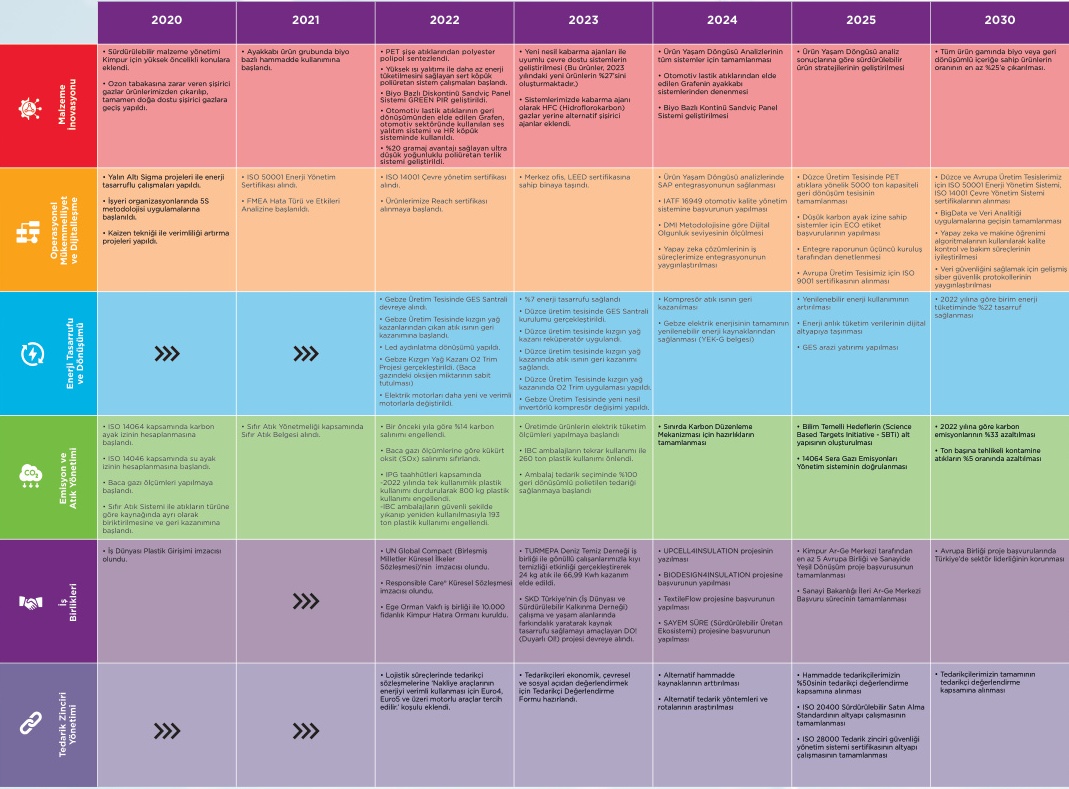 2020
2021
2022
2023
2024
2025
2030
Malzeme
İnovasyonu
• Sürdürülebilir malzeme yönetimi
Kimpur için yüksek öncelikli konulara
eklendi.
• Ozon tabakasına zarar veren şişirici
gazlar ürünlerimizden çıkarılıp,
tamamen doğa dostu şişirici gazlara
geçiş yapıldı.
• Ayakkabı ürün grubunda biyo
bazlı hammadde kullanımına
başlandı.
• PET şişe atıklarından polyester
polipol sentezlendi.
• Yüksek ısı yalıtımı ile daha az enerji
tüketilmesini sağlayan sert köpük
poliüretan sistem çalışmaları başlandı.
• Biyo Bazlı Diskontinü Sandviç Panel
Sistemi GREEN PIR geliştirildi.
• Otomotiv lastik atıklarının geri
dönüşümünden elde edilen Grafen,
otomotiv sektöründe kullanılan ses
yalıtım sistemi ve HR köpük
sisteminde kullanıldı.
• %20 gramaj avantajı sağlayan ultra
düşük yoğunluklu poliüretan terlik
sistemi geliştirildi.
• Yeni nesil kabarma ajanları ile
uyumlu çevre dostu sistemlerin
geliştirilmesi (Bu ürünler, 2023
yılındaki yeni ürünlerin %27'sini
oluşturmaktadır.)
• Sistemlerimizde kabarma ajanı
olarak HFC (Hidroflorokarbon)
gazlar yerine alternatif şişirici
ajanlar eklendi.
• Ürün Yaşam Döngüsü Analizlerinin
tüm sistemler için tamamlanması
• Otomotiv lastik atıklarından elde
edilen Grafenin ayakkabı
sistemlerinden denenmesi
• Biyo Bazlı Kontinü Sandviç Panel
Sistemi geliştirilmesi
• Ürün Yaşam Döngüsü analiz
sonuçlarına göre sürdürülebilir
ürün stratejilerinin geliştirilmesi
• Tüm ürün gamında biyo veya geri
dönüşümlü içeriğe sahip ürünlerin
oranının en az %25'e çıkarılması.
Operasyonel
Mükemmelliyet
ve Dijitalleşme
• Yalın Altı Sigma projeleri ile enerji
tasarruflu çalışmaları yapıldı.
• İşyeri organizasyonlarında 5S
metodolojisi uygulamalarına
başlanıldı.
• Kaizen tekniği ile verimliliği artırma
projeleri yapıldı.
• ISO 50001 Enerji Yönetim
Sertifikası alındı.
• FMEA Hata Türü ve Etkileri
Analizine başlandı.
• ISO 14001 Çevre yönetim sertifikası
alındı.
• Ürünlerimize Reach sertifikası
alınmaya başlandı.
• Merkez ofis, LEED sertifikasına
sahip binaya taşındı.
• Ürün Yaşam Döngüsü analizlerinde
SAP entegrasyonunun sağlanması
• IATF 16949 otomotiv kalite yönetim
sistemine başvurunun yapılması
• DMI Metodolojisine göre Dijital
Olgunluk seviyesinin ölçülmesi
• Yapay zeka çözümlerinin iş
süreçlerimize entegrasyonunun
yaygınlaştırılması
• Düzce Üretim Tesisinde PET
atıklara yönelik 5000 ton kapasiteli
geri dönüşüm tesisinin
tamamlanması
• Düşük karbon ayak izine sahip
sistemler için ECO etiket
başvurularının yapılması
• Entegre raporunun üçüncü kuruluş
tarafından denetlenmesi
• Avrupa Üretim Tesisimiz için ISO
9001 sertifikasının alınması
• Düzce ve Avrupa Üretim Tesislerimiz
için ISO 50001 Enerji Yönetim Sistemi,
ISO 14001 Çevre Yönetim Sistemi
sertifikalarının alınması
• BigData ve Veri Analitiği
uygulamalarına geçişin tamamlanması
• Yapay zeka ve makine öğrenimi
algoritmalarının kullanılarak kalite
kontrol ve bakım süreçlerinin
iyileştirilmesi
• Veri güvenliğini sağlamak için gelişmiş
siber güvenlik protokollerinin
yaygınlaştırılması
Enerji Tasarrufu
ve Dönüşümü
• Gebze Üretim Tesisinde GES Santrali
devreye alındı.
• Gebze Üretim Tesisinde kızgın yağ
kazanlarından çıkan atık ısının geri
kazanımına başlandı.
• Led aydınlatma dönüşümü yapıldı.
• Gebze Kızgın Yağ Kazanı O2 Trim
Projesi gerçekleştirildi. (Baca
gazındaki oksijen miktarının sabit
tutulması)
• Elektrik motorları daha yeni ve verimli
motorlarla değiştirildi.
• %7 enerji tasarrufu sağlandı
• Düzce üretim tesisinde GES Santrali
kurulumu gerçekleştirildi.
• Düzce üretim tesisinde kızgın yağ
kazanı reküperatör uygulandı.
• Düzce üretim tesisinde kızgın yağ
kazanında atık ısının geri kazanımı
sağlandı.
• Düzce Üretim Tesisinde kızgın yağ
kazanında O2 Trim uygulaması yapıldı.
• Gebze Üretim Tesisinde yeni nesil
invertörlü kompresör değişimi yapıldı.
• Kompresör atık ısının geri
kazanılması
• Gebze elektrik enerjisinin tamamının
yenilenebilir enerji kaynaklarından
sağlanması (YEK-G belgesi)
• Yenilenebilir enerji kullanımının
artırılması
• Enerji anlık tüketim verilerinin dijital
altyapıya taşınması
• GES arazi yatırımı yapılması
• 2022 yılına göre birim enerji
tüketiminde %22 tasarruf
sağlanması
CO2
Emisyon ve
Atık Yönetimi
• ISO 14064 kapsamında karbon
ayak izinin hesaplanmasına
başlandı.
• ISO 14046 kapsamında su ayak
izinin hesaplanmasına başlandı.
• Baca gazı ölçümleri yapılmaya
başlandı.
• Sıfır Atık Sistemi ile atıkların türüne
göre kaynağında ayrı olarak
biriktirilmesine ve geri kazanımına
başlandı.
• Sıfır Atık Yönetmeliği kapsamında
Sıfır Atık Belgesi alındı.
• Bir önceki yıla göre %14 karbon
salınımı engellendi.
• Baca gazı ölçümlerine göre kükürt
oksit (SOx) salınımı sıfırlandı.
• IPG taahhütleri kapsamında
-2022 yılında tek kullanımlık plastik
kullanımı durdurularak 800 kg plastik
kullanımı engellendi.
-IBC ambalajların güvenli şekilde
yıkanıp yeniden kullanılmasıyla 193
ton plastik kullanımı engellendi.
• Üretimde ürünlerin elektrik tüketim
ölçümleri yapılmaya başlandı
• IBC ambalajların tekrar kullanımı ile
260 ton plastik kullanımı önlendi.
• Ambalaj tedarik seçiminde %100
geri dönüşümlü polietilen tedariği
sağlanmaya başlandı
• Sınırda Karbon Düzenleme
Mekanizması için hazırlıkların
tamamlanması
• Bilim Temelli Hedeflerin (Science
Based Targets Initiative - SBTi) alt
yapısının oluşturulması
• 14064 Sera Gazı Emisyonları
Yönetim sisteminin doğrulanması
• 2022 yılına göre karbon
emisyonlarının %33 azaltılması
• Ton başına tehlikeli kontamine
atıkların %5 oranında azaltılması
İş
Birlikleri
• İş Dünyası Plastik Girişimi imzacısı
olundu.
• UN Global Compact (Birleşmiş
Milletler Küresel İlkeler
Sözleşmesi)'nin imzacısı olundu.
• Responsible Care® Küresel Sözleşmesi
imzacısı olundu.
• Ege Orman Vakfı iş birliği ile 10.000
fidanlık Kimpur Hatıra Ormanı kuruldu.
• TURMEPA Deniz Temiz Derneği iş
birliği ile gönüllü çalışanlarımızla kıyı
temizliği etkinliği gerçekleştirerek
24 kg atık ile 66,99 Kwh kazanım
elde edildi.
• SKD Türkiye'nin (İş Dünyası ve
Sürdürülebilir Kalkınma Derneği)
çalışma ve yaşam alanlarında
farkındalık yaratarak kaynak
tasarrufu sağlamayı amaçlayan DO!
(Duyarlı Ol!) projesi devreye alındı.
• UPCELL4INSULATION projesinin
yazılması
• BIODESIGN4INSULATION projesine
başvurunun yapılması
• TextileFlow projesine başvurunun
yapılması
• SAYEM SÜRE (Sürdürülebilir Üretan
Ekosistemi) projesine başvurunun
yapılması
• Kimpur Ar-Ge Merkezi tarafından
en az 5 Avrupa Birliği ve Sanayide
Yeşil Dönüşüm proje başvurusunun
tamamlanması
• Sanayi Bakanlığı İleri Ar-Ge Merkezi
Başvuru sürecinin tamamlanması
• Avrupa Birliği proje başvurularında
Türkiye'de sektör liderliğinin korunması
Tedarik Zinciri
Yönetimi
• Lojistik süreçlerinde tedarikçi
sözleşmelerine 'Nakliye araçlarının
enerjiyi verimli kullanması için Euro4,
Euro5 ve üzeri motorlu araçlar tercih
edilir.' koşulu eklendi.
• Tedarikçileri ekonomik, çevresel
ve sosyal açıdan değerlendirmek
için Tedarikçi Değerlendirme
Formu hazırlandı.
• Alternatif hammadde
kaynaklarının arttırılması
• Alternatif tedarik yöntemleri ve
rotalarının araştırılması
• Hammadde tedarikçilerimizin
%50sinin tedarikçi değerlendirme
kapsamına alınması
• ISO 20400 Sürdürülebilir Satın Alma
Standardının altyapı çalışmasının
tamamlanması
• ISO 28000 Tedarik zinciri güvenliği
yönetim sistemi sertifikasının altyapı
çalışmasının tamamlanması
• Tedarikçilerimizin tamamının
tedarikçi değerlendirme
kapsamına alınması